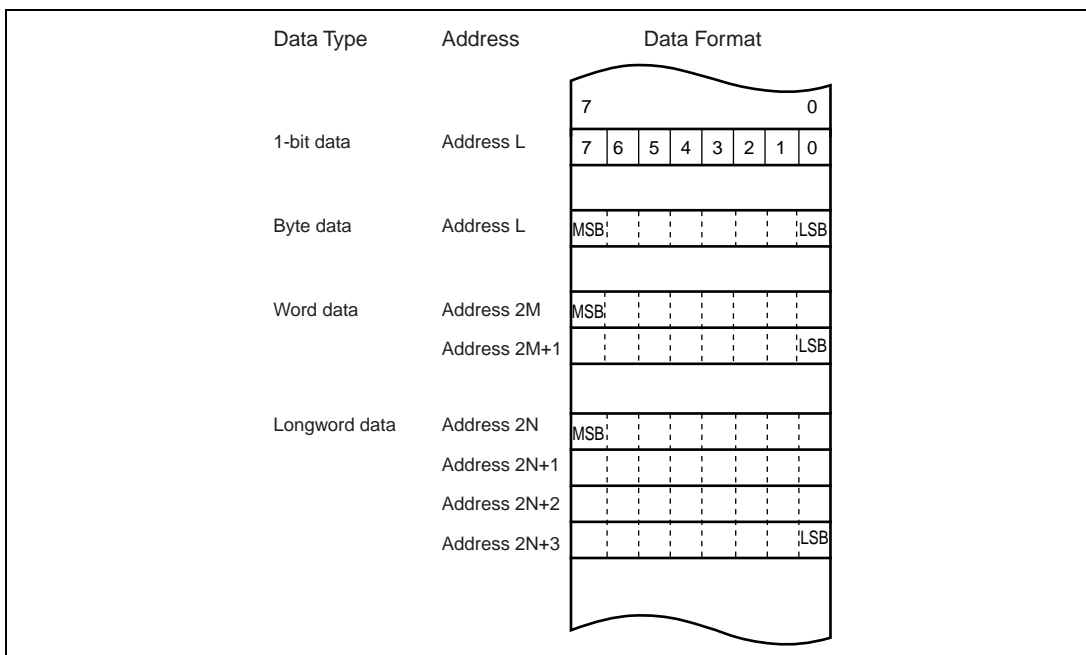 Data Type Address Data Format
7 0
1-bit data Address L 7 6 5 4 3 2 1 0
Byte data Address L MSB LSB
Word data Address 2M MSB
Address 2M+1 LSB
Longword data Address 2N MSB
Address 2N+1
Address 2N+2
Address 2N+3 LSB